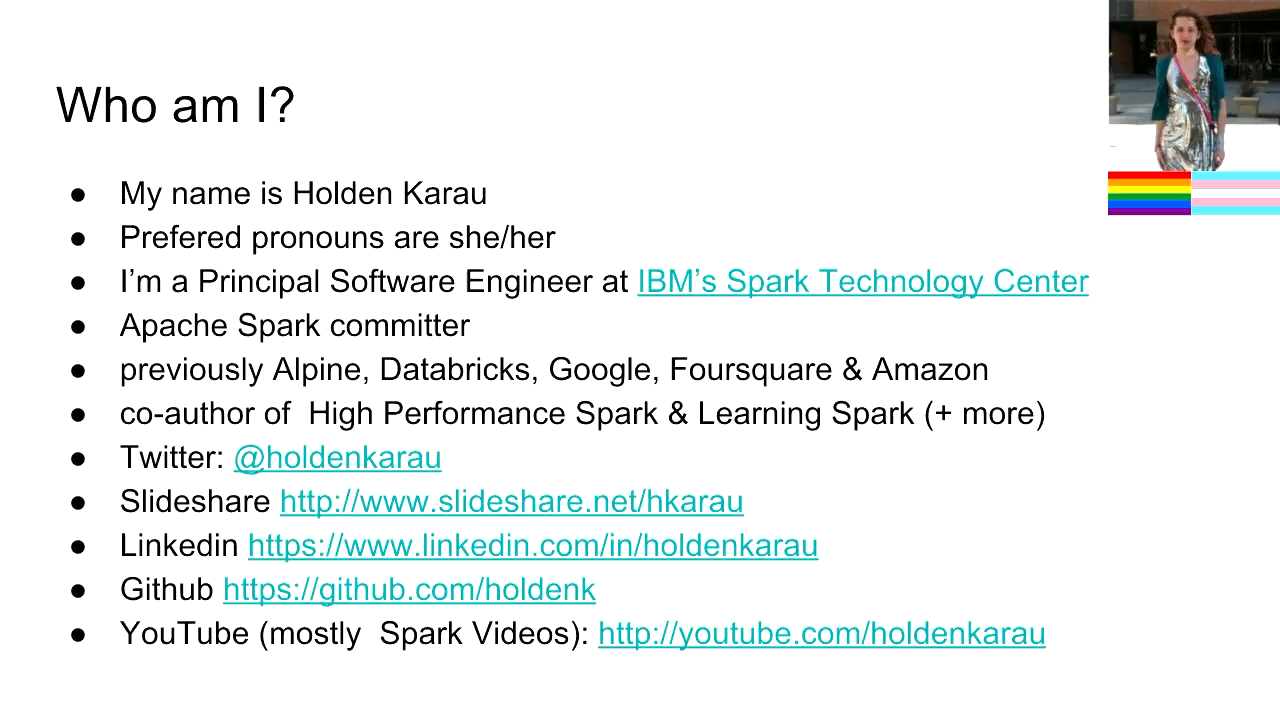 Who am I?
● My name is Holden Karau
● Prefered pronouns are she/her
● I’m a Principal Software Engineer at IBM’s Spark Technology Center
● Apache Spark committer
● previously Alpine, Databricks, Google, Foursquare & Amazon
● co-author of  High Performance Spark & Learning Spark (+ more)
● Twitter: @holdenkarau
● Slideshare http://www.slideshare.net/hkarau
● Linkedin https://www.linkedin.com/in/holdenkarau
● Github https://github.com/holdenk
● YouTube (mostly  Spark Videos): http://youtube.com/holdenkarau